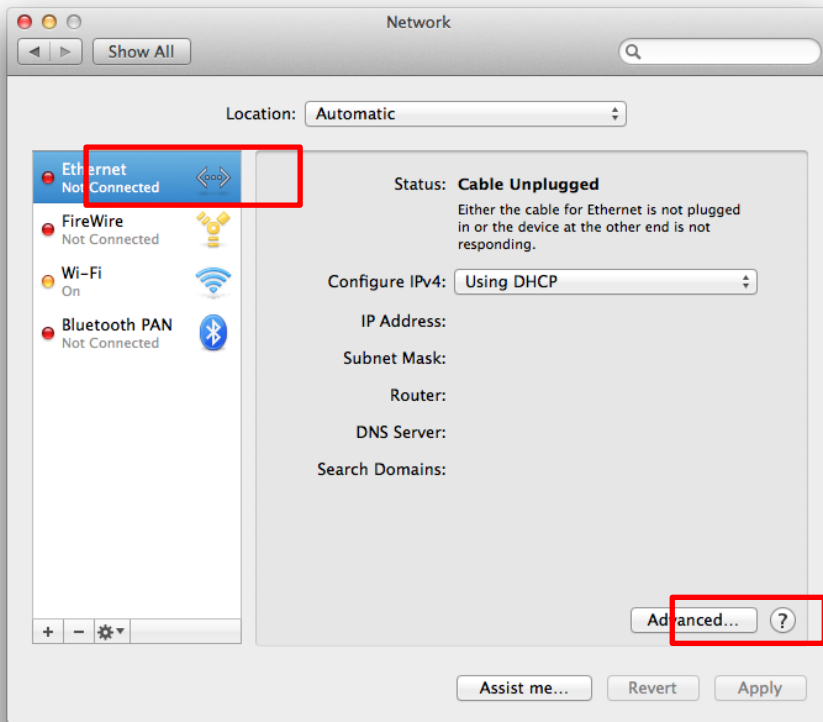 Network
Show All
Location: Automatic
Ethernet
Not Connected
FireWire
Not Connected
Wi-Fi
On
Bluetooth PAN
Not Connected
Status: Cable Unplugged
Either the cable for Ethernet is not plugged
in or the device at the other end is not
responding.
Configure IPv4: Using DHCP
IP Address:
Subnet Mask:
Router:
DNS Server:
Search Domains:
Advanced... ?
Assist me... Revert Apply